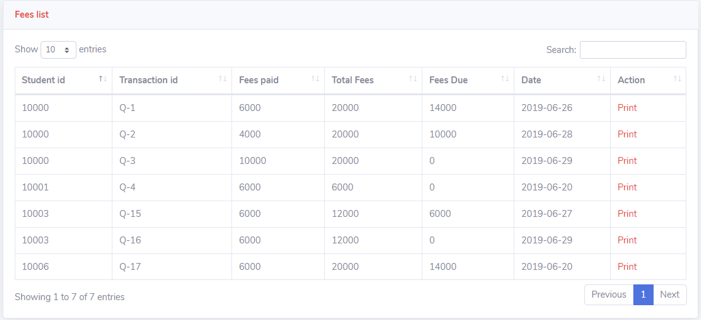 Fees list
Show 10 entries Search:
Student id Transaction id Fees paid Total Fees Fees Due Date Action
10000 Q-1 6000 20000 14000 2019-06-26 Print
10000 Q-2 4000 20000 10000 2019-06-28 Print
10000 Q-3 10000 20000 0 2019-06-29 Print
10001 Q-4 6000 6000 0 2019-06-20 Print
10003 Q-15 6000 12000 6000 2019-06-27 Print
10003 Q-16 6000 12000 0 2019-06-29 Print
10006 Q-17 6000 20000 14000 2019-06-20 Print
Showing 1 to 7 of 7 entries Previous 1 Next